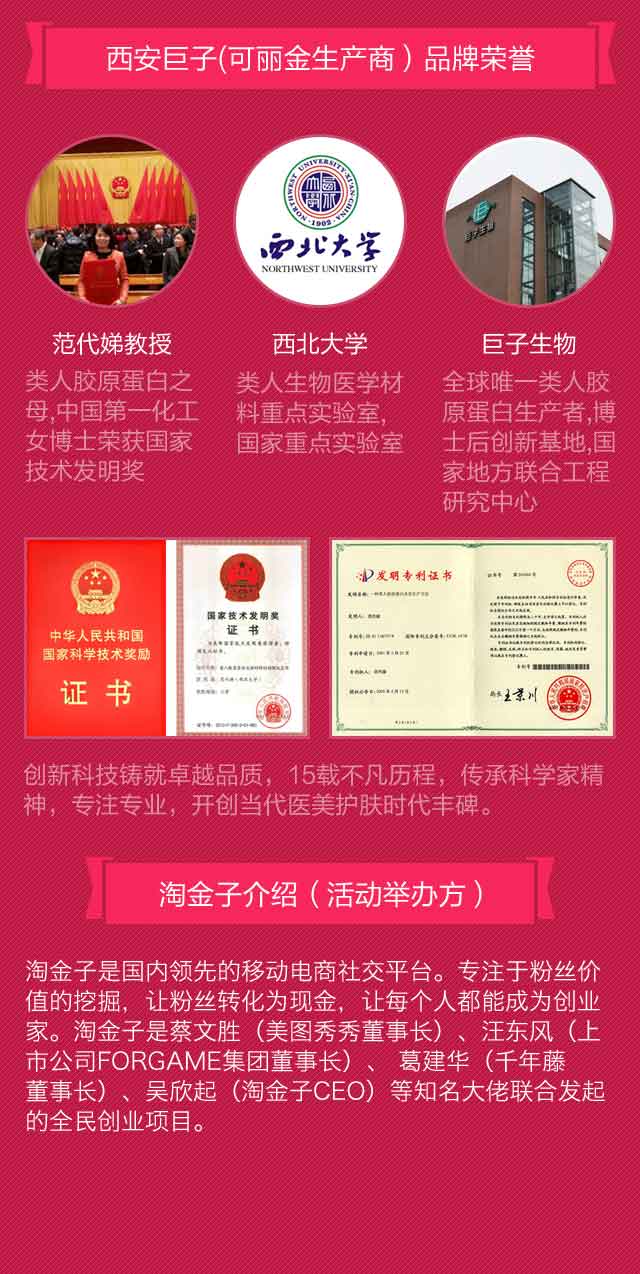 西安巨子(可丽金生产商）品牌荣誉
NORTHWEST UNIVERSITY·XI'AN·CHINA
·1902·
西北大学
NORTHWEST UNIVERSITY
巨子生物
范代娣教授
类人胶原蛋白之
母,中国第一化工
女博士荣获国家
技术发明奖
西北大学
类人生物医学材
料重点实验室,
国家重点实验室
巨子生物
全球唯一类人胶
原蛋白生产者,博
士后创新基地,国
家地方联合工程
研究中心
中华人民共和国
国家科学技术奖励
证书
国家技术发明奖
证书
发明专利证书
局长
创新科技铸就卓越品质，15载不凡历程，传承科学家精
神，专注专业，开创当代医美护肤时代丰碑。
淘金子介绍（活动举办方）
淘金子是国内领先的移动电商社交平台。专注于粉丝价
值的挖掘，让粉丝转化为现金，让每个人都能成为创业
家。淘金子是蔡文胜（美图秀秀董事长）、汪东风（上
市公司FORGAME集团董事长）、葛建华（千年藤
董事长）、吴欣起（淘金子CEO）等知名大佬联合发起
的全民创业项目。